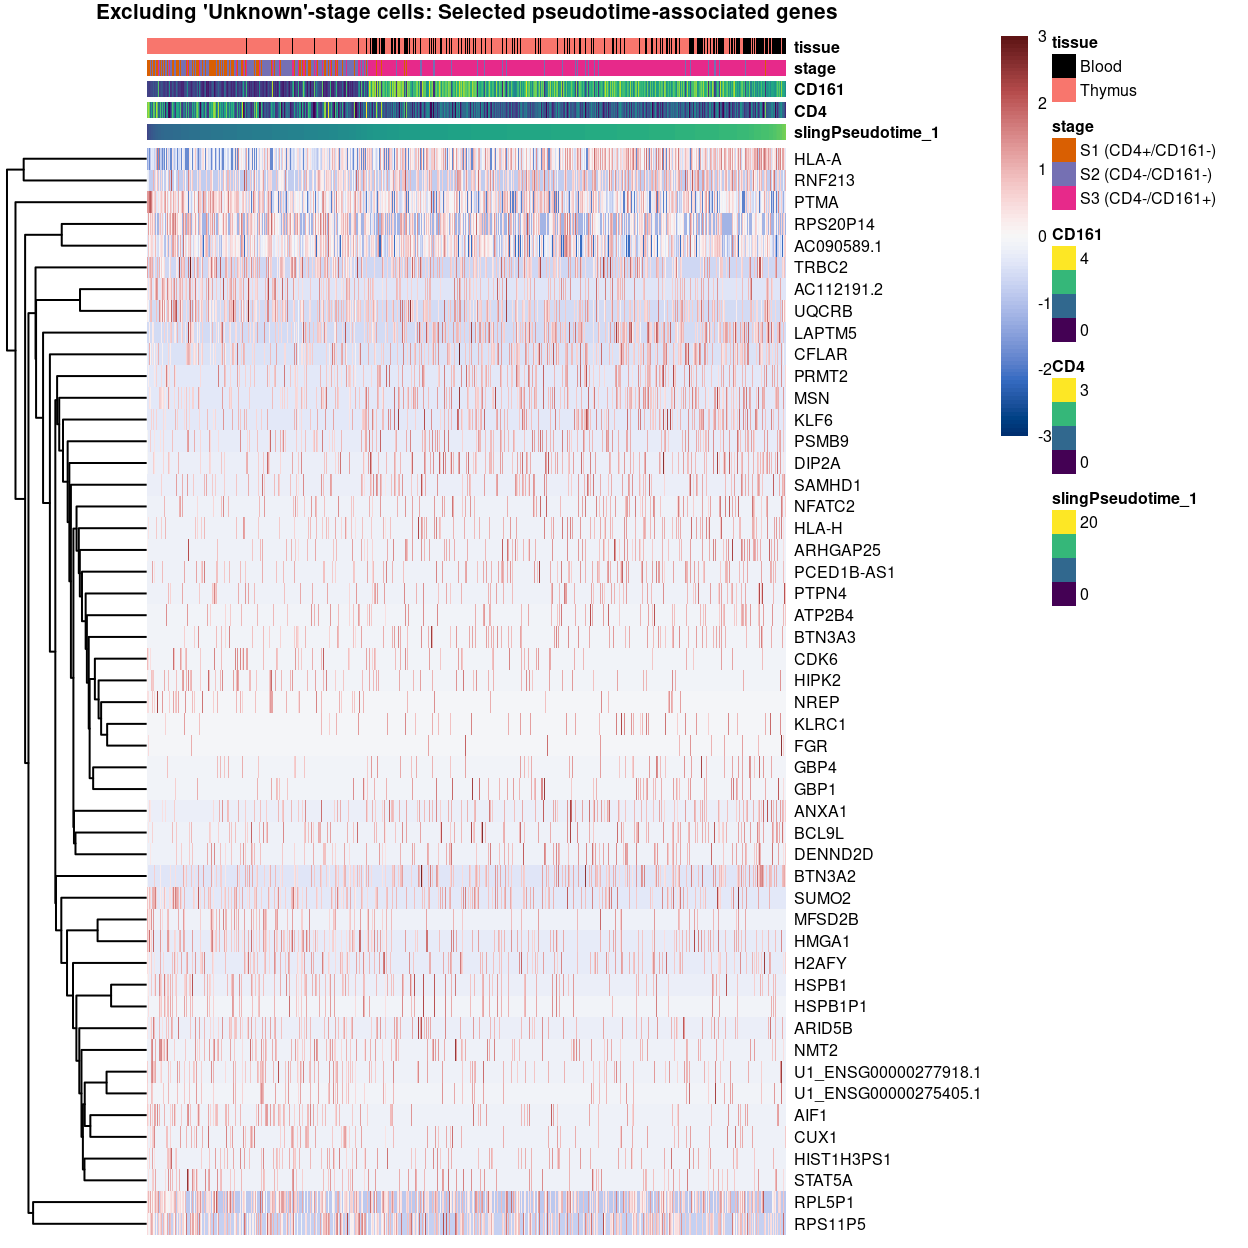 Excluding 'Unknown'-stage cells: Selected pseudotime-associated genes
tissue
stage
CD161
CD4
slingPseudotime_1
HLA-A
RNF213
PTMA
RPS20P14
AC090589.1
TRBC2
AC112191.2
UQCRB
LAPTM5
CFLAR
PRMT2
MSN
KLF6
PSMB9
DIP2A
SAMHD1
NFATC2
HLA-H
ARHGAP25
PCED1B-AS1
PTPN4
ATP2B4
BTN3A3
CDK6
HIPK2
NREP
KLRC1
FGR
GBP4
GBP1
ANXA1
BCL9L
DENND2D
BTN3A2
SUMO2
MFSD2B
HMGA1
H2AFY
HSPB1
HSPB1P1
ARID5B
NMT2
U1_ENSG00000277918.1
U1_ENSG00000275405.1
AIF1
CUX1
HIST1H3PS1
STAT5A
RPL5P1
RPS11P5
3
2
1
0
-1
-2
-3
tissue
Blood
Thymus
stage
S1 (CD4+/CD161-)
S2 (CD4-/CD161-)
S3 (CD4-/CD161+)
CD161
4
0
CD4
3
0
slingPseudotime_1
20
0